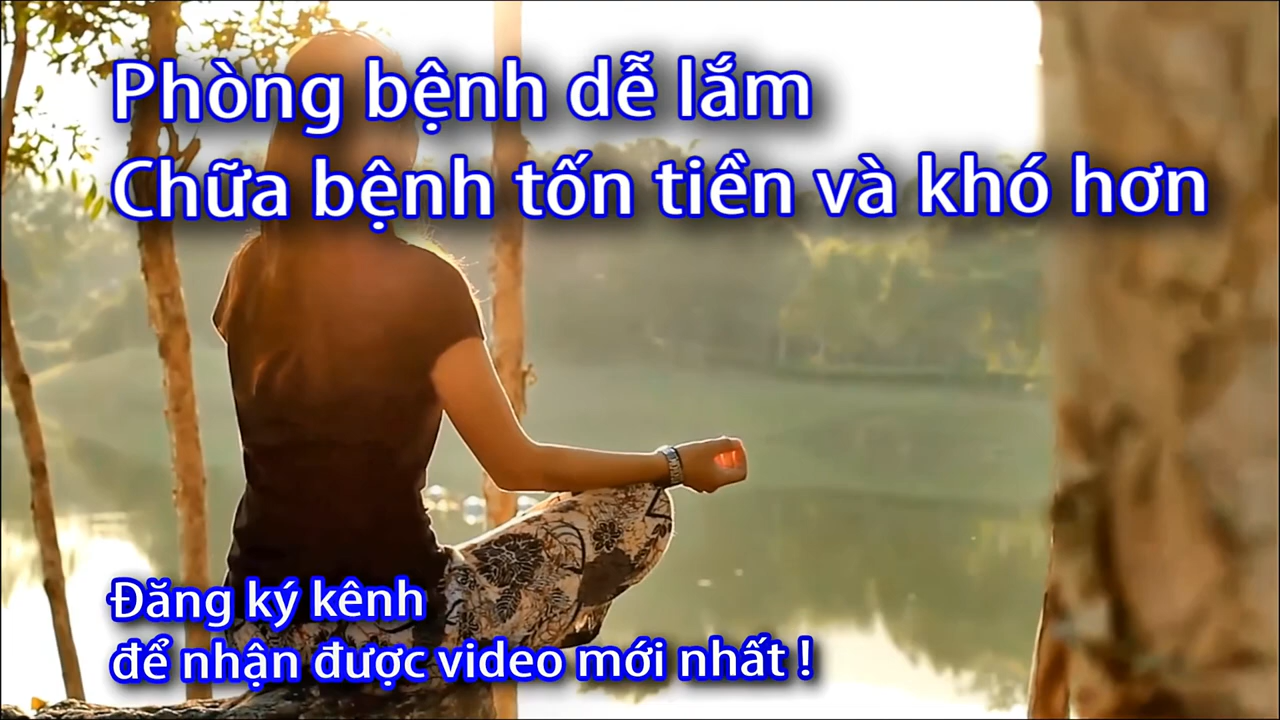 Phòng bệnh dễ lắm
Chữa bệnh tốn tiền và khó hơn
Đăng ký kênh
để nhận được video mới nhất !